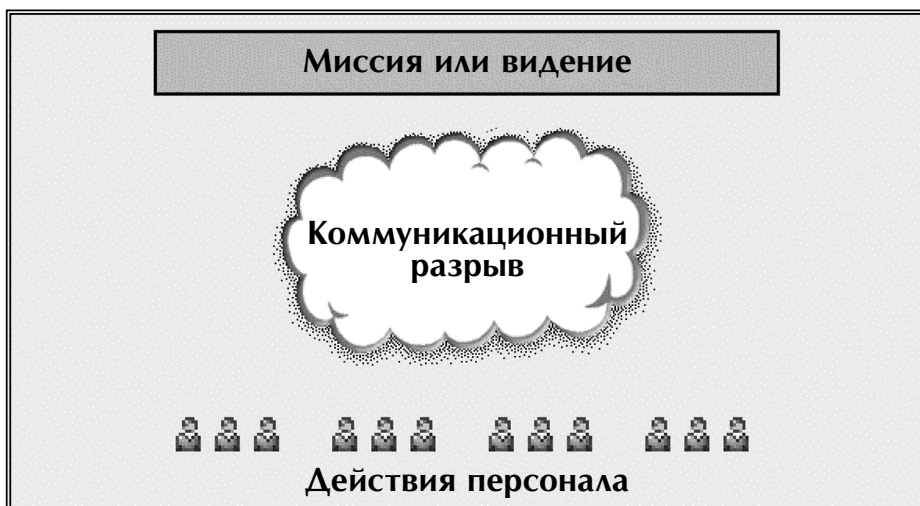 Миссия или видение
Коммуникационный
разрыв
Действия персонала